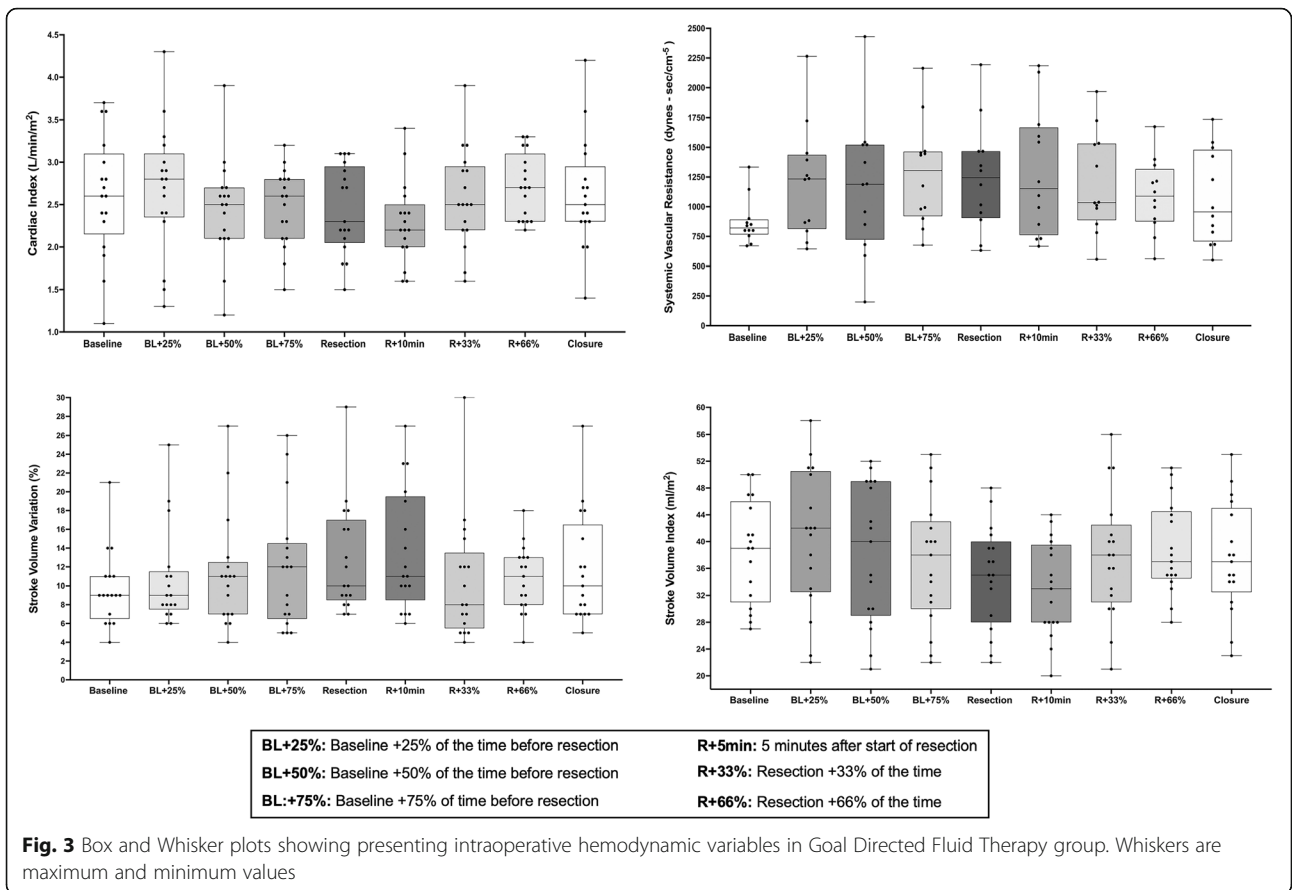 Cardiac Index (L/min/m²)
4.5
4.0
3.5
3.0
2.5
2.0
1.5
1.0
Baseline BL+25% BL+50% BL+75% Resection R+10min R+33% R+66% Closure
Systemic Vascular Resistance (dynes - sec/cm⁻⁵)
2500
2250
2000
1750
1500
1250
1000
750
500
250
0
Baseline BL+25% BL+50% BL+75% Resection R+10min R+33% R+66% Closure
Stroke Volume Variation (%)
30
28
26
24
22
20
18
16
14
12
10
8
6
4
2
0
Baseline BL+25% BL+50% BL+75% Resection R+10min R+33% R+66% Closure
Stroke Volume Index (ml/m²)
60
56
52
48
44
40
36
32
28
24
20
Baseline BL+25% BL+50% BL+75% Resection R+10min R+33% R+66% Closure
BL+25%: Baseline +25% of the time before resection
BL+50%: Baseline +50% of the time before resection
BL:+75%: Baseline +75% of time before resection
R+5min: 5 minutes after start of resection
R+33%: Resection +33% of the time
R+66%: Resection +66% of the time
Fig. 3 Box and Whisker plots showing presenting intraoperative hemodynamic variables in Goal Directed Fluid Therapy group. Whiskers are
maximum and minimum values